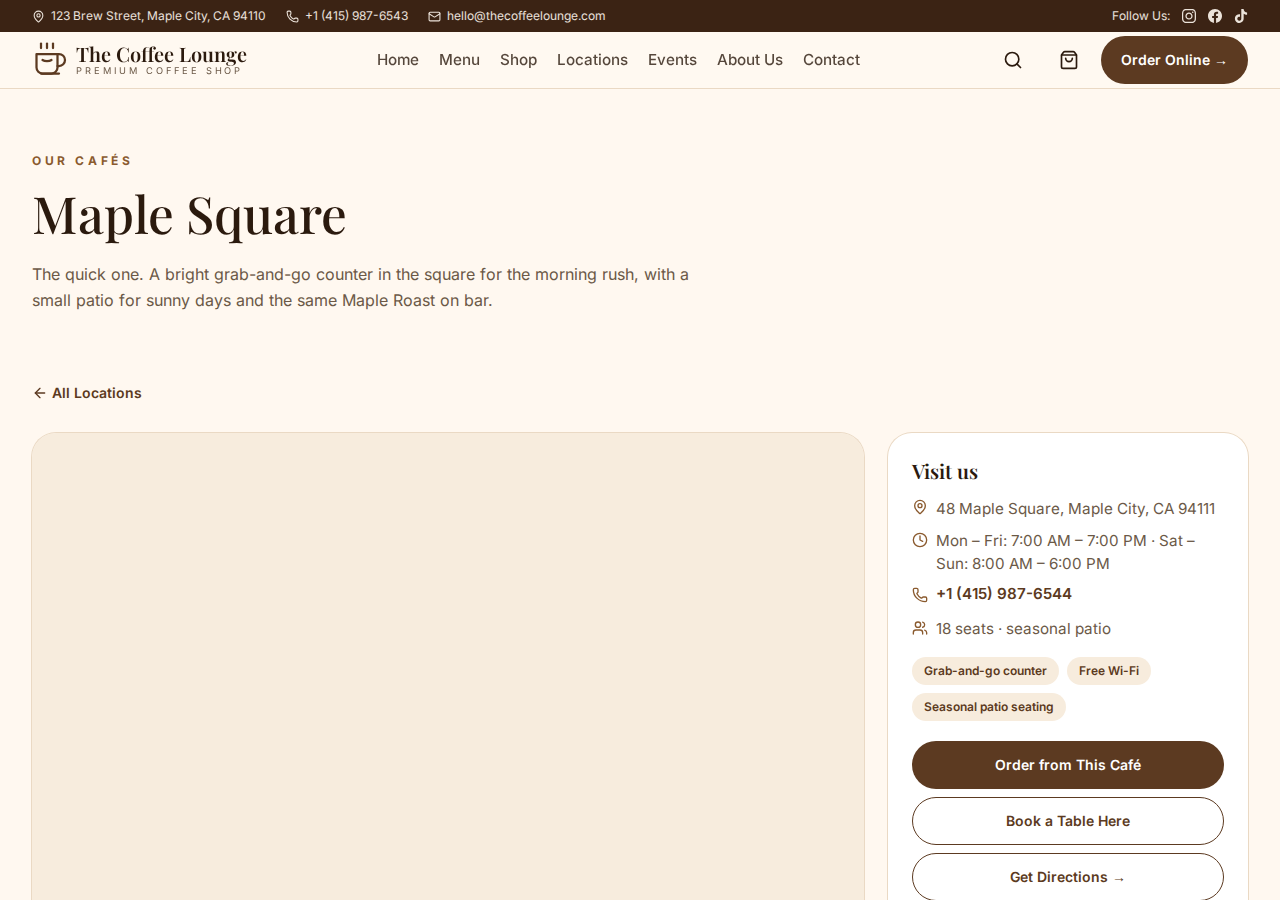 123 Brew Street, Maple City, CA 94110 +1 (415) 987-6543 hello@thecoffeelounge.com Follow Us:
The Coffee Lounge
PREMIUM COFFEE SHOP
Home Menu Shop Locations Events About Us Contact
Order Online →
OUR CAFÉS
Maple Square
The quick one. A bright grab-and-go counter in the square for the morning rush, with a
small patio for sunny days and the same Maple Roast on bar.
← All Locations
Visit us
48 Maple Square, Maple City, CA 94111
Mon – Fri: 7:00 AM – 7:00 PM · Sat –
Sun: 8:00 AM – 6:00 PM
+1 (415) 987-6544
18 seats · seasonal patio
Grab-and-go counter Free Wi-Fi
Seasonal patio seating
Order from This Café
Book a Table Here
Get Directions →